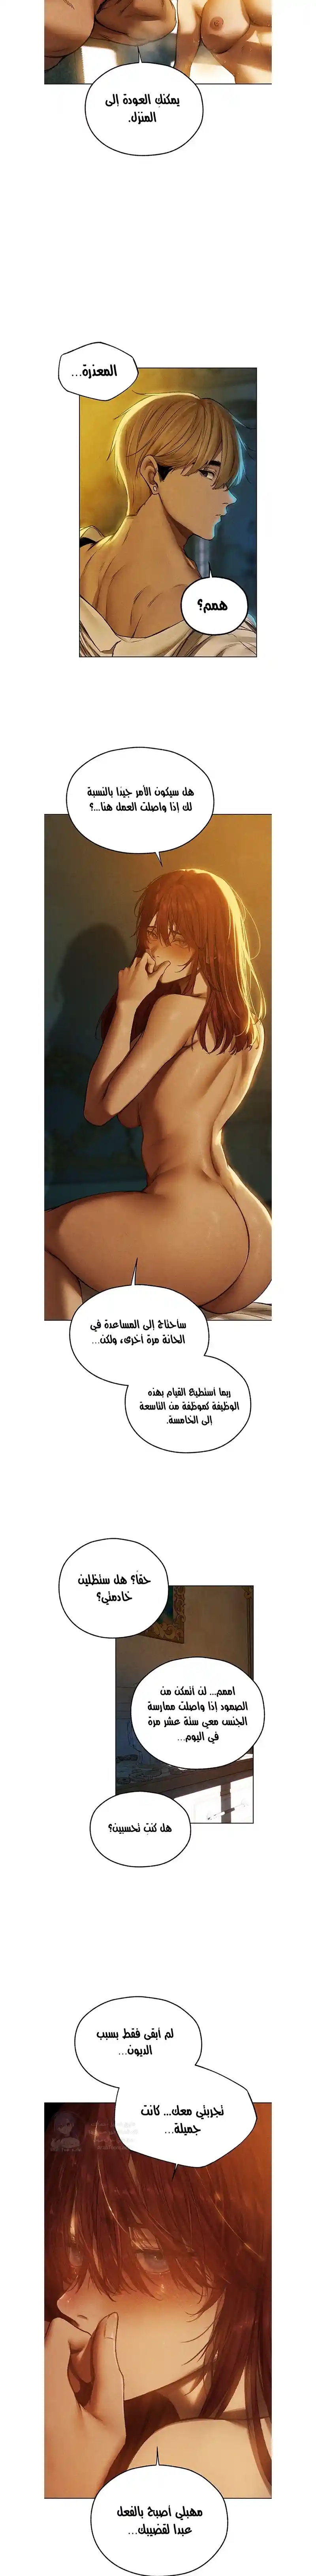 يمكنكِ العودة إلى
المنزل.
المعذرة...
همم؟
هل سيكون الأمر جيدًا بالنسبة
لك إذا واصلت العمل هنا...؟
سأحتاج إلى المساعدة في
الحانة مرة أخرى، ولكن...
ربما أستطيع القيام بهذه
الوظيفة كموظفة من التاسعة
إلى الخامسة.
حقًا؟ هل ستظلين
خادمتي؟
اممم... لن أتمكن من
الصمود إذا واصلت ممارسة
الجنس معي ستة عشر مرة
في اليوم...
هل كنتِ تحسبين؟
لم أبقى فقط بسبب
الديون...
تجربتي معك... كانت
جميلة...
مهبلي أصبح بالفعل
عبدا لقضيبك...